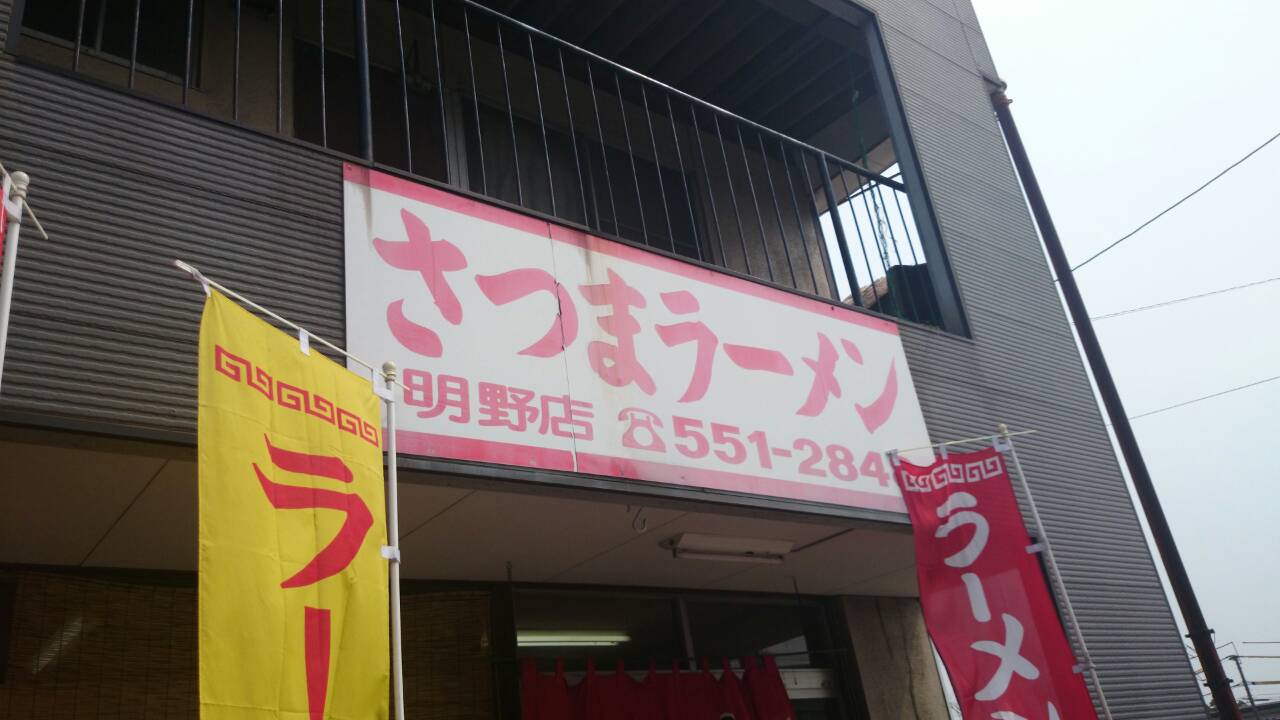 さつまラーメン
明野店 ☎551-284
ラー
ラーメン